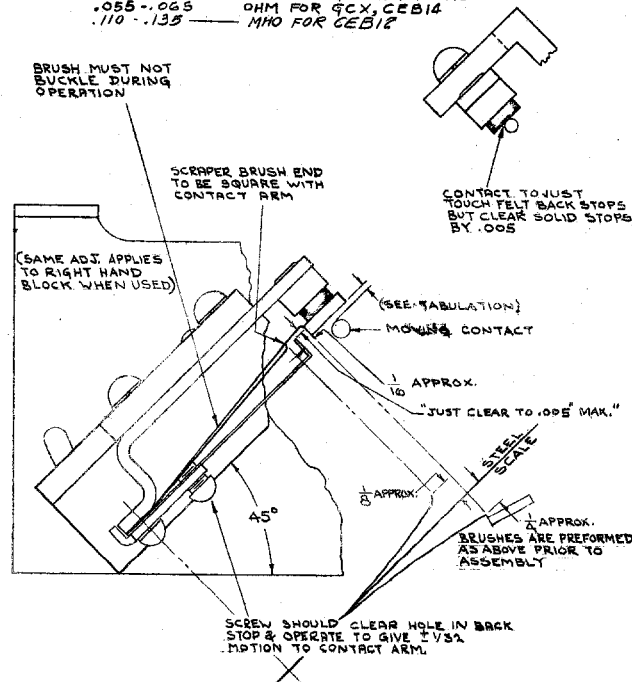 .055-.065 OHM FOR GCX, CEB14
.110-.135 MHO FOR CEB12
BRUSH MUST NOT
BUCKLE DURING
OPERATION
SCRAPER BRUSH END
TO BE SQUARE WITH
CONTACT ARM
CONTACT TO JUST
TOUCH FELT BACK STOPS
BUT CLEAR SOLID STOPS
BY .005
(SAME ADJ. APPLIES
TO RIGHT HAND
BLOCK WHEN USED)
(SEE TABULATION)
MOVING CONTACT
1/16 APPROX.
"JUST CLEAR TO .005" MAX."
STEEL
SCALE
1/8 APPROX.
1/4 APPROX.
BRUSHES ARE PREFORMED
AS ABOVE PRIOR TO
ASSEMBLY
45°
SCREW SHOULD CLEAR HOLE IN BACK
STOP & OPERATE TO GIVE ± 1/32
MOTION TO CONTACT ARM.